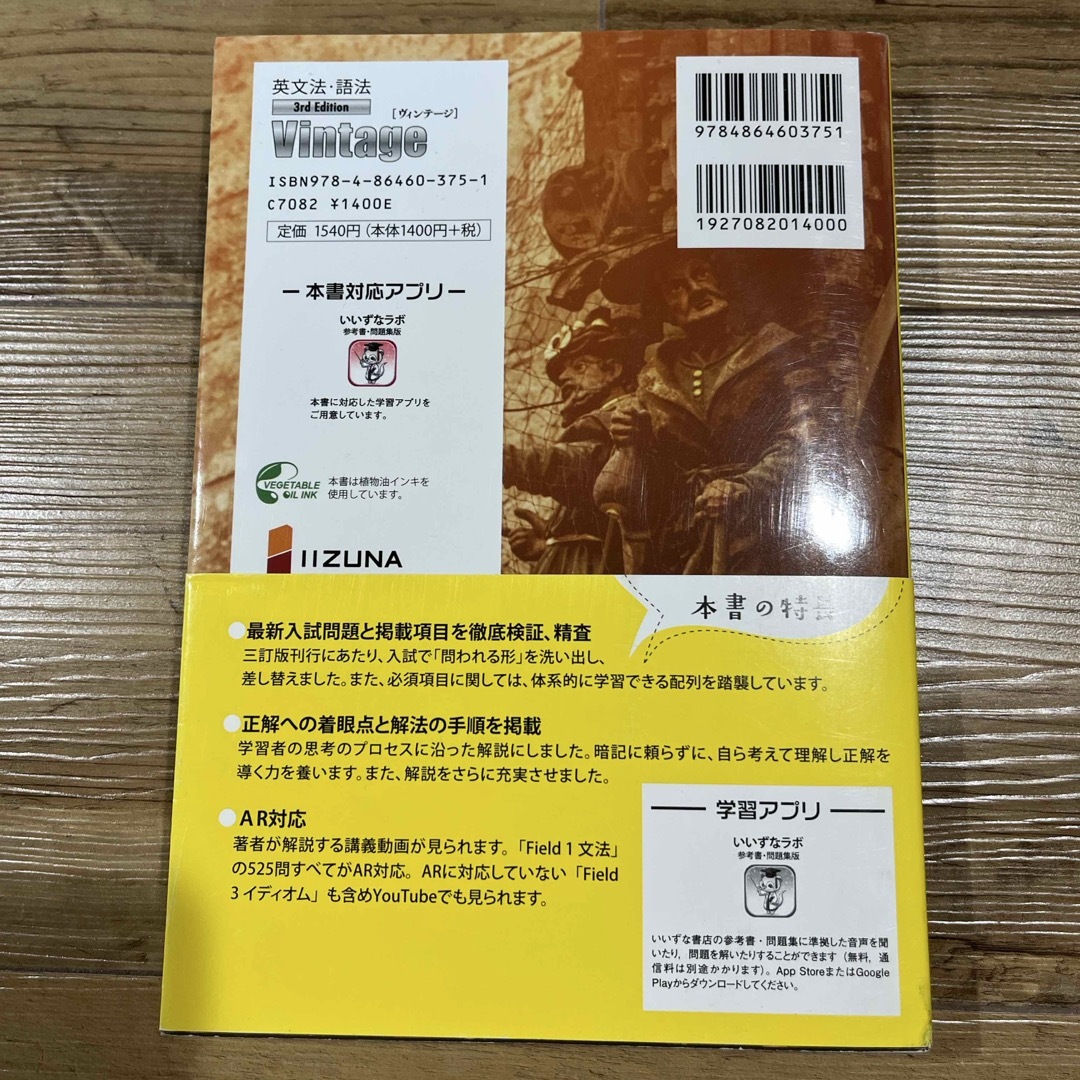 英文法・語法
3rd Edition
[ヴィンテージ]
Vintage
ISBN978-4-86460-375-1
C7082 ¥1400E
定価 1540円(本体1400円+税)
9784864603751
1927082014000
本書対応アプリ
いいずなラボ
参考書・問題集版
本書に対応した学習アプリを
ご用意しています。
VEGETABLE
OIL INK
本書は植物油インキを
使用しています。
IIZUNA
本書の特長
●最新入試問題と掲載項目を徹底検証、精査
三訂版刊行にあたり、入試で「問われる形」を洗い出し、
差し替えました。また、必須項目に関しては、体系的に学習できる配列を踏襲しています。
●正解への着眼点と解法の手順を掲載
学習者の思考のプロセスに沿った解説にしました。暗記に頼らずに、自ら考えて理解し正解を
導く力を養います。また、解説をさらに充実させました。
●AR対応
著者が解説する講義動画が見られます。「Field 1 文法」
の525問すべてがAR対応。ARに対応していない「Field
3 イディオム」も含めYouTubeでも見られます。
学習アプリ
いいずなラボ
参考書・問題集版
いいずな書店の参考書・問題集に準拠した音声を聞
いたり,問題を解いたりすることができます(無料,通
信料は別途かかります)。App StoreまたはGoogle
Playからダウンロードしてください。